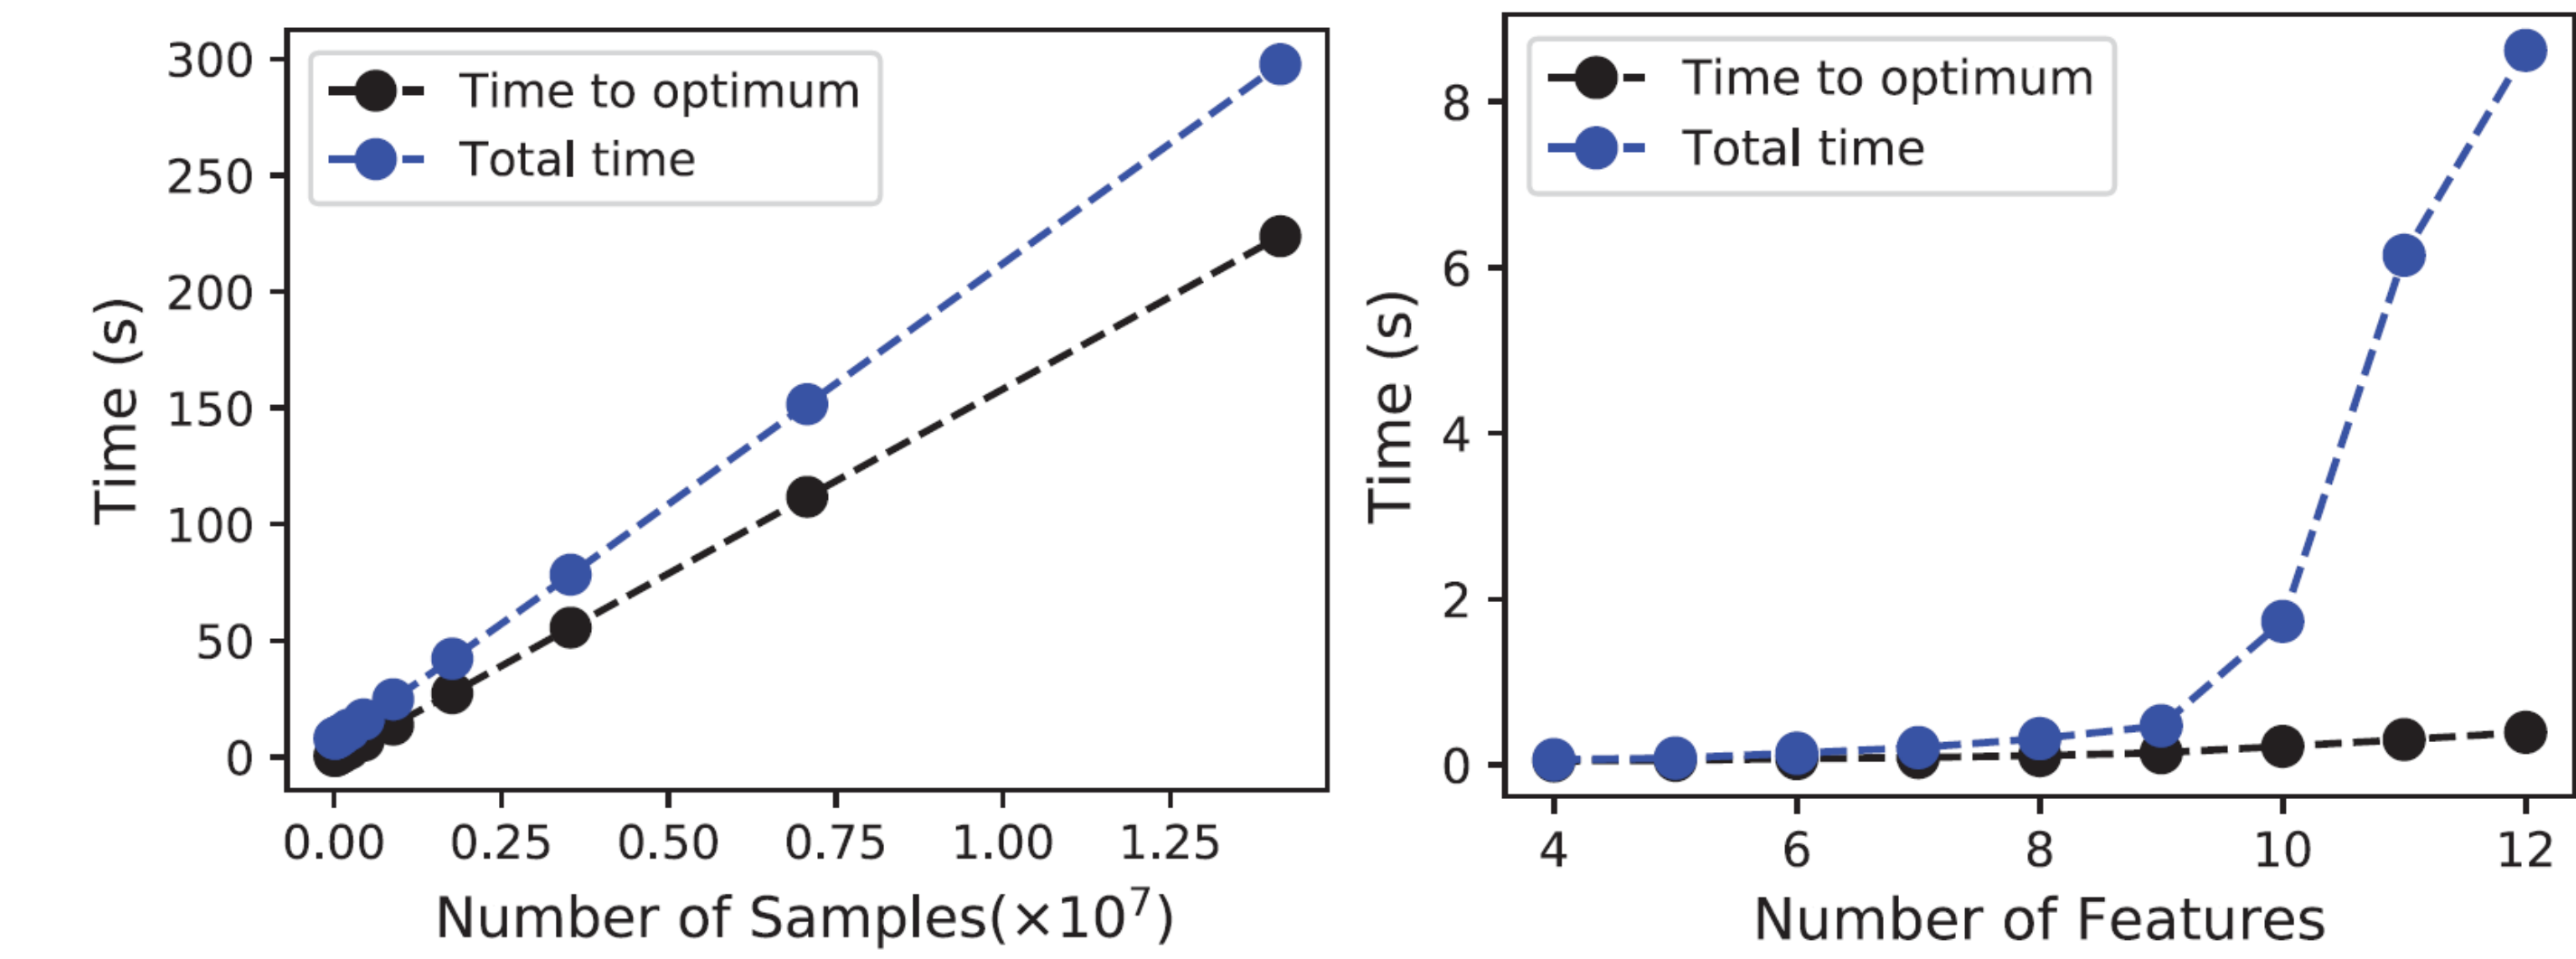 Time to optimum
Total time
Time (s)
300
250
200
150
100
50
0
0.00 0.25 0.50 0.75 1.00 1.25
Number of Samples(×10⁷)
Time to optimum
Total time
Time (s)
8
6
4
2
0
4 6 8 10 12
Number of Features